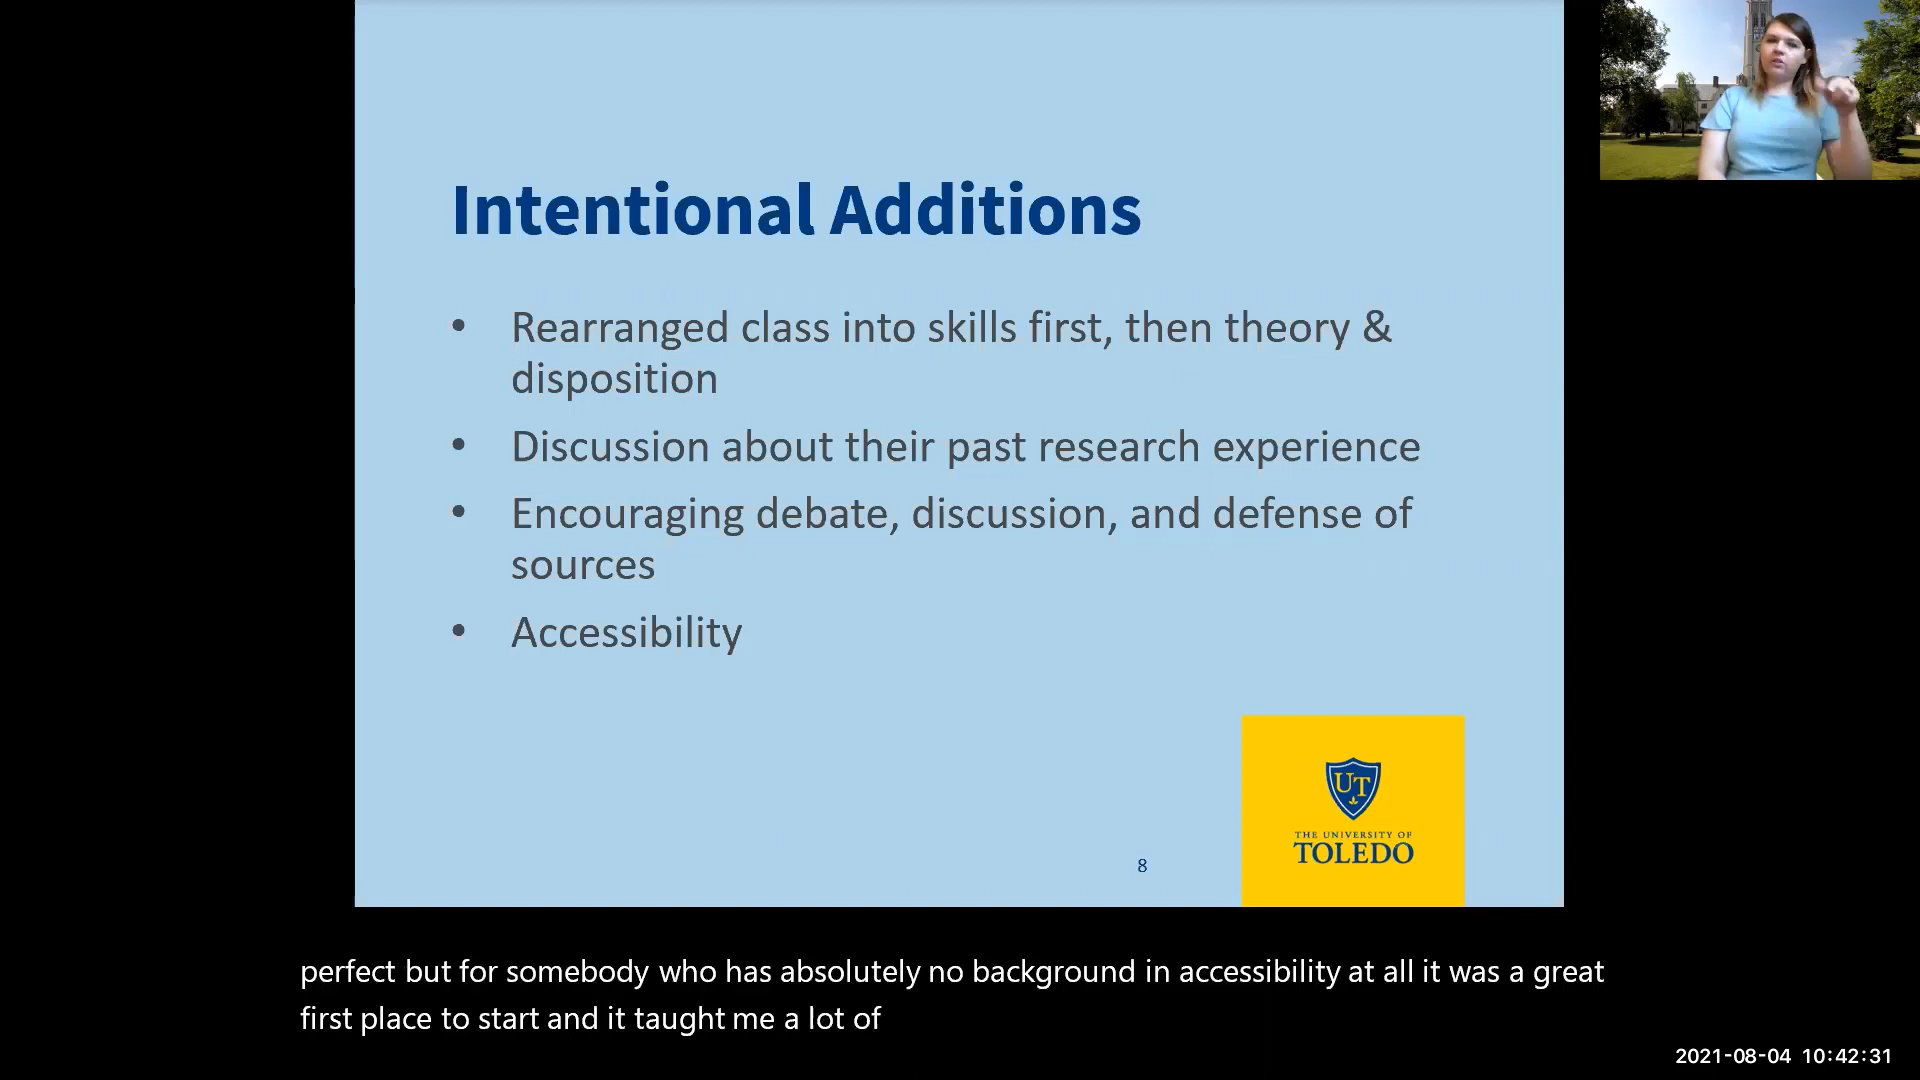 Intentional Additions
• Rearranged class into skills first, then theory &
disposition
• Discussion about their past research experience
• Encouraging debate, discussion, and defense of
sources
• Accessibility
UT
THE UNIVERSITY OF
TOLEDO
8
perfect but for somebody who has absolutely no background in accessibility at all it was a great
first place to start and it taught me a lot of
2021-08-04 10:42:31